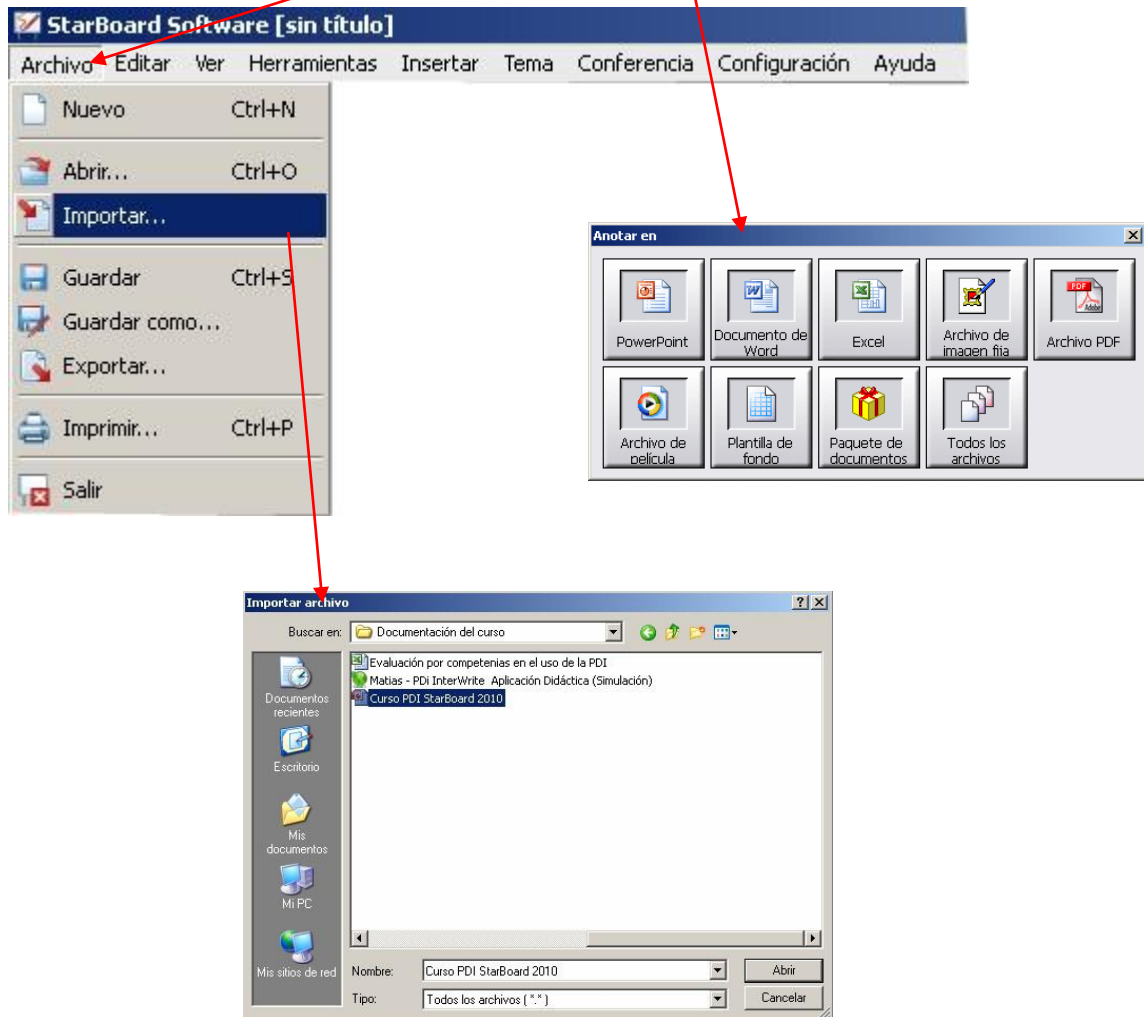 StarBoard Software [sin título]
Archivo Editar Ver Herramientas Insertar Tema Conferencia Configuración Ayuda
Nuevo Ctrl+N
Abrir... Ctrl+O
Importar...
Guardar Ctrl+S
Guardar como...
Exportar...
Imprimir... Ctrl+P
Salir
Anotar en
PowerPoint
Documento de
Word
Excel
Archivo de
imagen fija
Archivo PDF
Archivo de
película
Plantilla de
fondo
Paquete de
documentos
Todos los
archivos
Importar archivo
Buscar en: Documentación del curso
Documentos
recientes
Escritorio
Mis
documentos
Mi PC
Mis sitios de red
Evaluación por competenias en el uso de la PDI
Matias - PDi InterWrite Aplicación Didáctica (Simulación)
Curso PDI StarBoard 2010
Nombre: Curso PDI StarBoard 2010 Abrir
Tipo: Todos los archivos ( *.* ) Cancelar